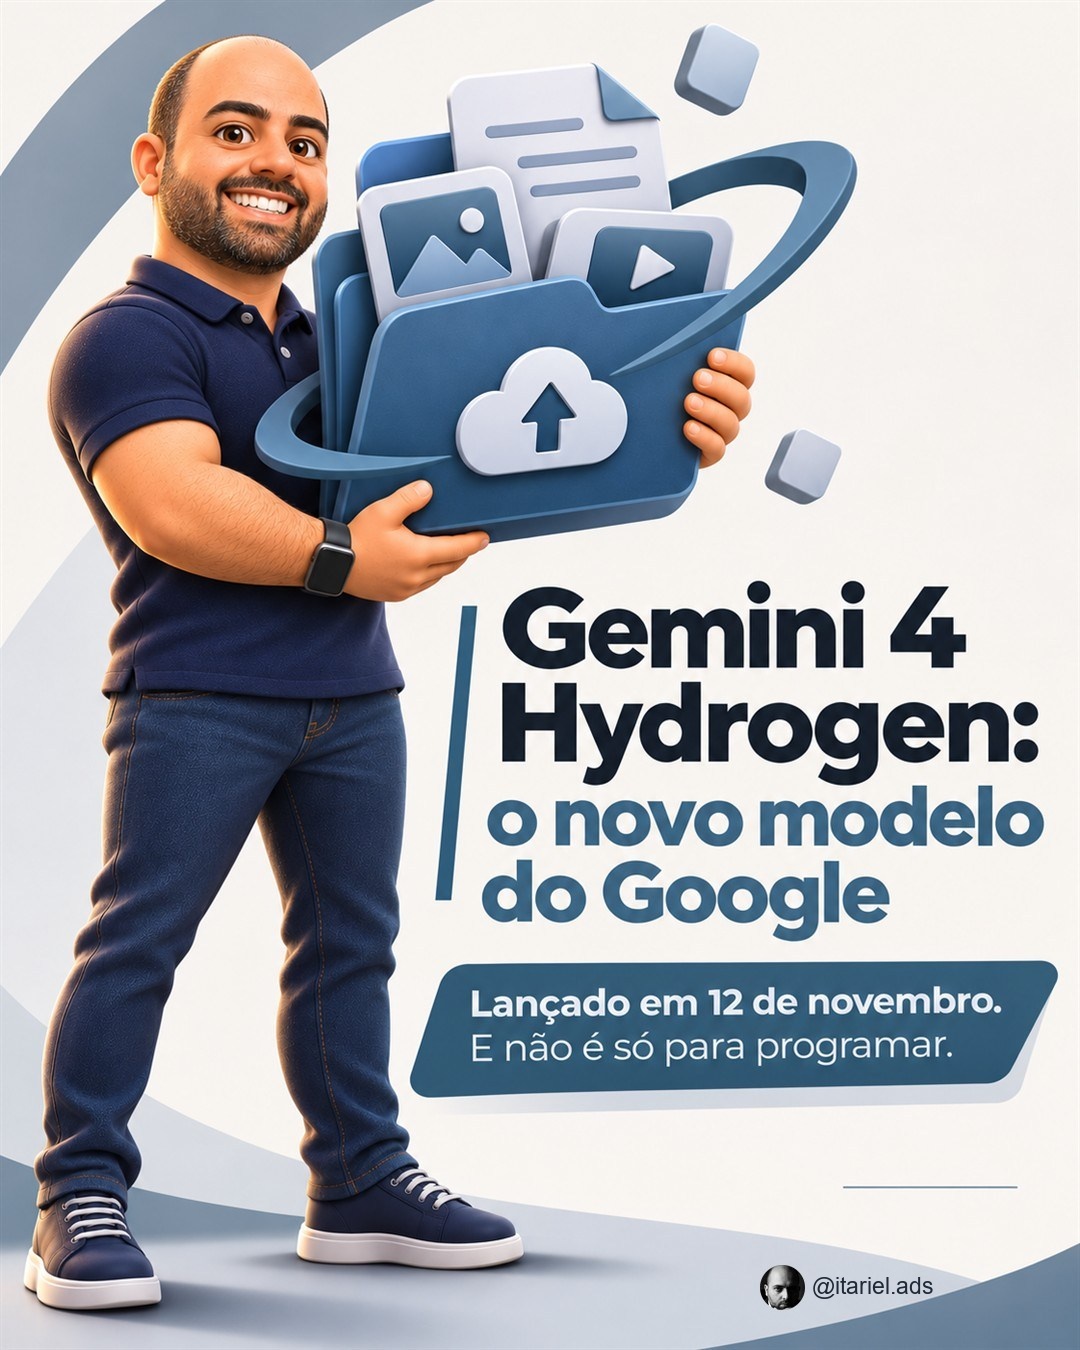 Gemini 4
Hydrogen:
o novo modelo
do Google
Lançado em 12 de novembro.
E não é só para programar.
@itariel.ads